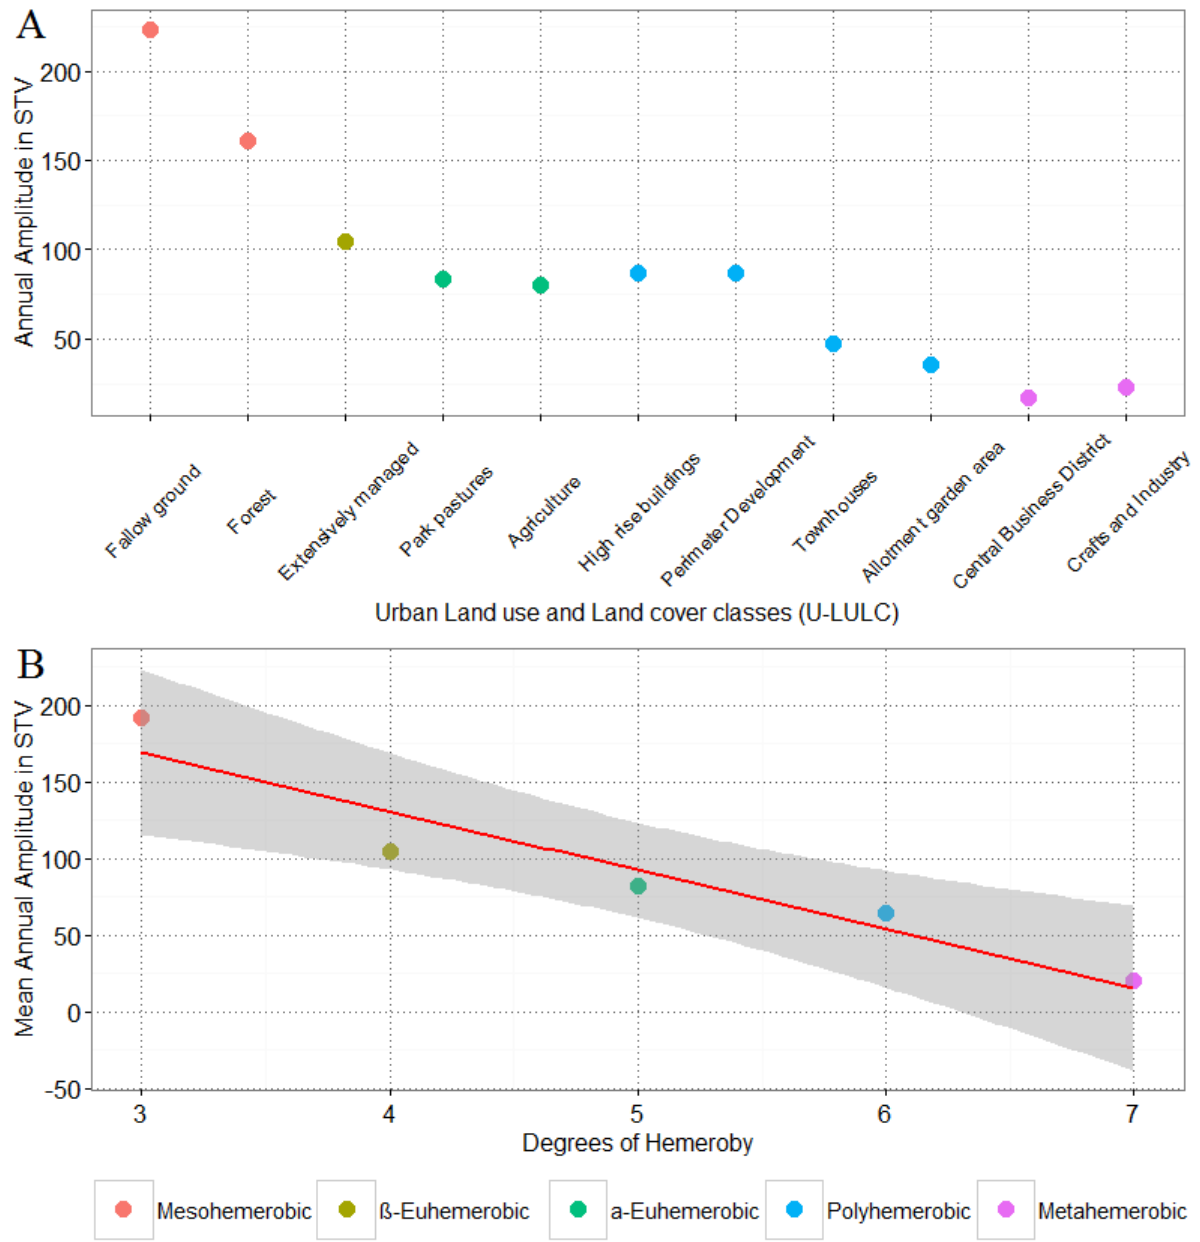 A
Annual Amplitude in STV
200
150
100
50
Fallow ground
Forest
Extensively managed
Park pastures
Agriculture
High rise buildings
Perimeter Development
Townhouses
Allotment garden area
Central Business District
Crafts and Industry
Urban Land use and Land cover classes (U-LULC)
B
Mean Annual Amplitude in STV
200
150
100
50
0
-50
3 4 5 6 7
Degrees of Hemeroby
Mesohemerobic ß-Euhemerobic a-Euhemerobic Polyhemerobic Metahemerobic